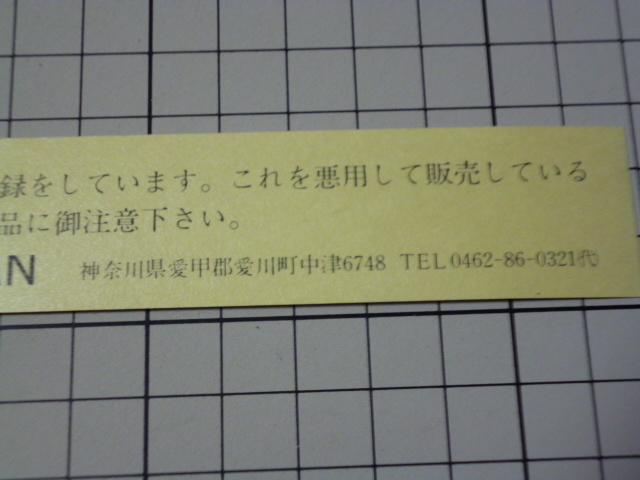 録をしています。これを悪用して販売している
品に御注意下さい。
AN 神奈川県愛甲郡愛川町中津6748 TEL0462-86-0321代